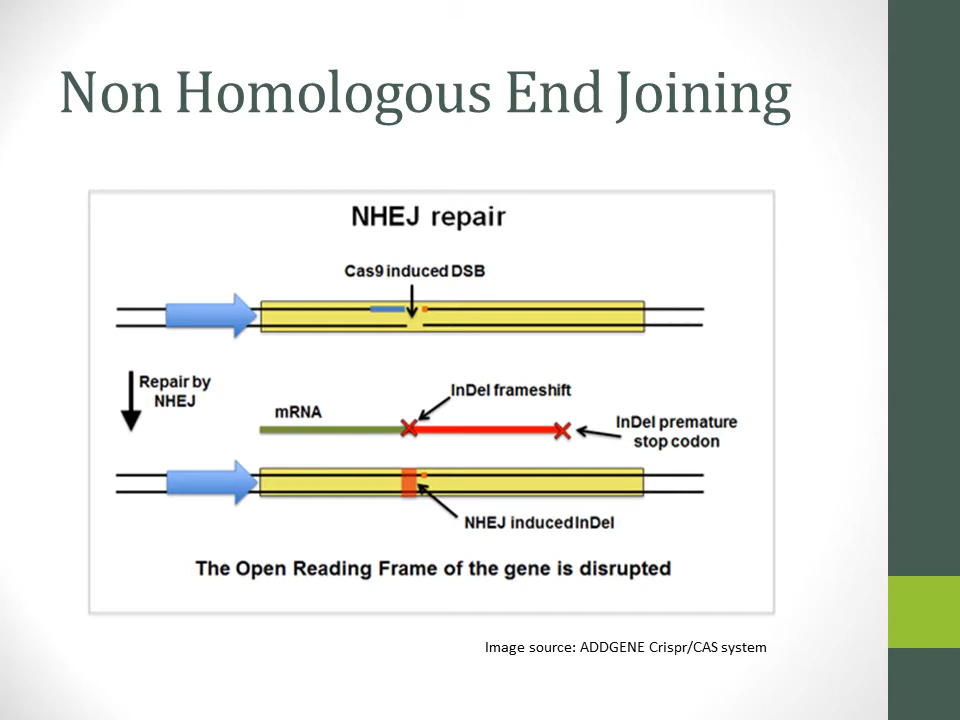 Non Homologous End Joining
NHEJ repair
Cas9 induced DSB
Repair by
NHEJ
InDel frameshift
mRNA
InDel premature
stop codon
NHEJ induced InDel
The Open Reading Frame of the gene is disrupted
Image source: ADDGENE Crispr/CAS system